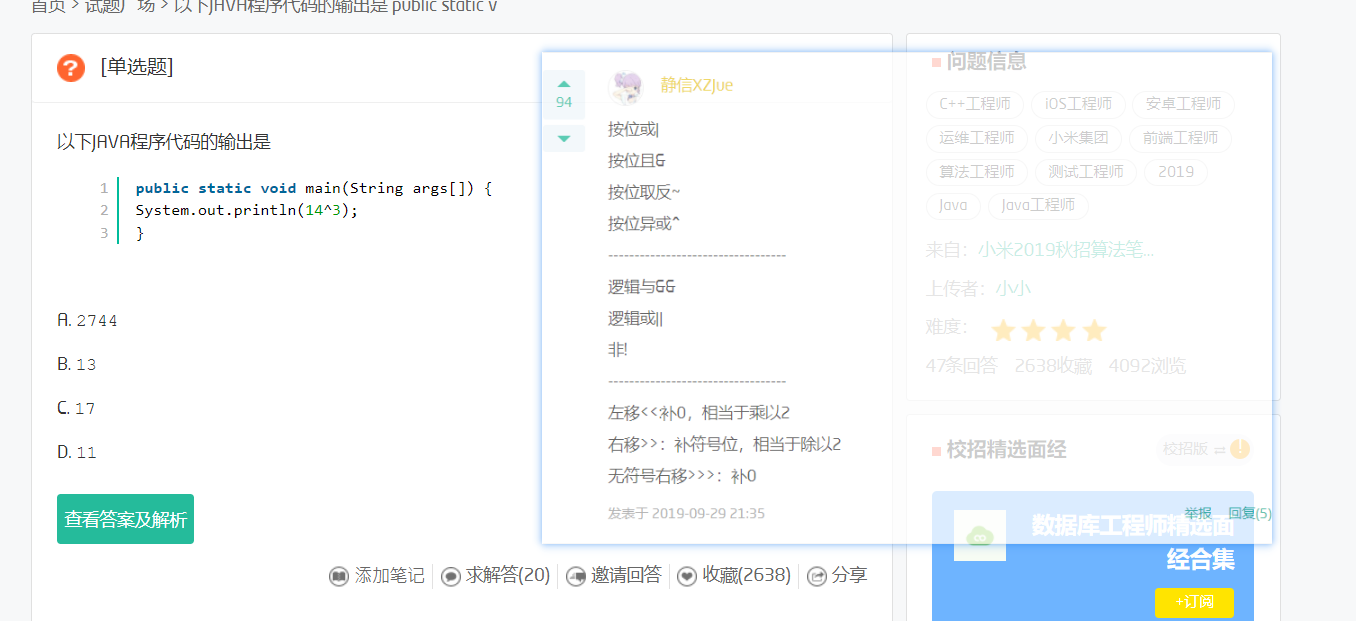 首页 > 试题广场 > 以下JAVA程序代码的输出是 public static v
[单选题]
以下JAVA程序代码的输出是
1 public static void main(String args[]) {
2 System.out.println(14^3);
3 }
A. 2744
B. 13
C. 17
D. 11
查看答案及解析
添加笔记 求解答(20) 邀请回答 收藏(2638) 分享
94
静信XZJue
按位或|
按位且&
按位取反~
按位异或^
----------------------------------
逻辑与&&
逻辑或||
非!
----------------------------------
左移<<补0，相当于乘以2
右移>>：补符号位，相当于除以2
无符号右移>>>：补0
发表于 2019-09-29 21:35
举报 回复(5)
问题信息
C++工程师 iOS工程师 安卓工程师
运维工程师 小米集团 前端工程师
算法工程师 测试工程师 2019
Java Java工程师
来自：小米2019秋招算法笔...
上传者：小小
难度：
47条回答 2638收藏 4092浏览
校招精选面经
校招版 ⇌ !
数据库工程师精选面
经合集
+订阅